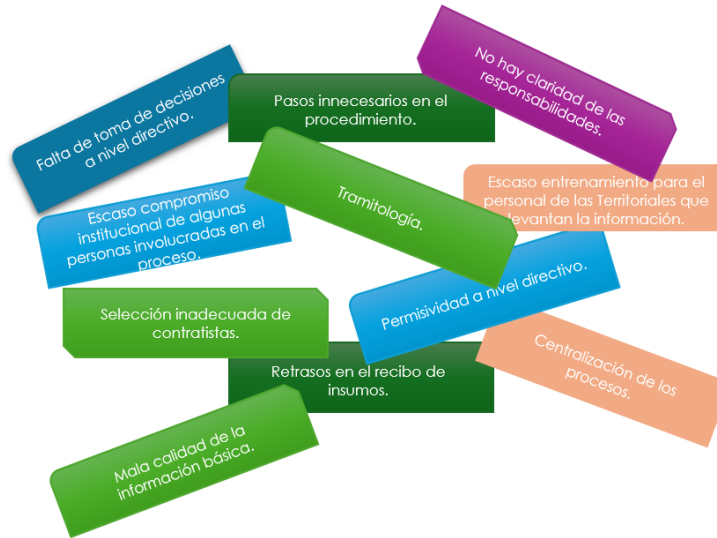 Falta de toma de decisiones
a nivel directivo.
Pasos innecesarios en el
procedimiento.
No hay claridad de las
responsabilidades.
Escaso compromiso
institucional de algunas
personas involucradas en el
proceso.
Tramitología.
Escaso entrenamiento para el
personal de las Territoriales que
levantan la información.
Selección inadecuada de
contratistas.
Permisividad a nivel directivo.
Retrasos en el recibo de
insumos.
Centralización de los
procesos.
Mala calidad de la
información básica.